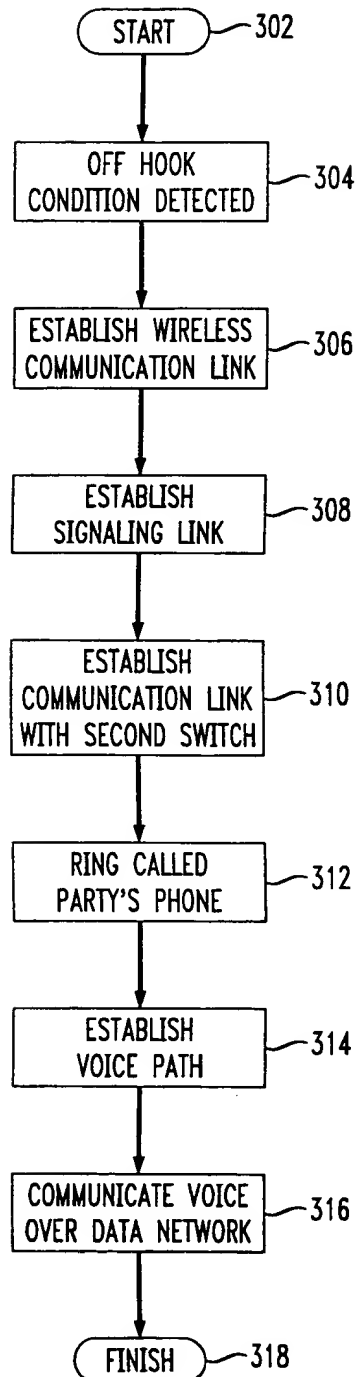 START
302
OFF HOOK
CONDITION DETECTED
304
ESTABLISH WIRELESS
COMMUNICATION LINK
306
ESTABLISH
SIGNALING LINK
308
ESTABLISH
COMMUNICATION LINK
WITH SECOND SWITCH
310
RING CALLED
PARTY'S PHONE
312
ESTABLISH
VOICE PATH
314
COMMUNICATE VOICE
OVER DATA NETWORK
316
FINISH
318